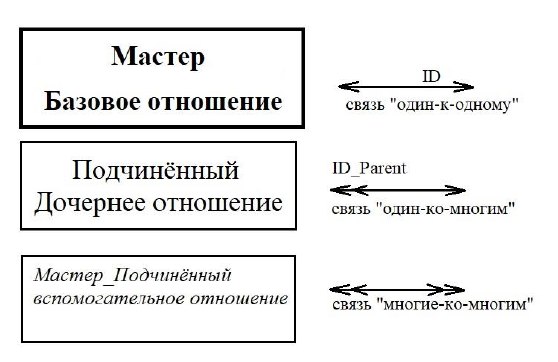 Мастер
Базовое отношение
ID
связь "один-к-одному"
Подчинённый
Дочернее отношение
ID_Parent
связь "один-ко-многим"
Мастер_Подчинённый
вспомогательное отношение
связь "многие-ко-многим"